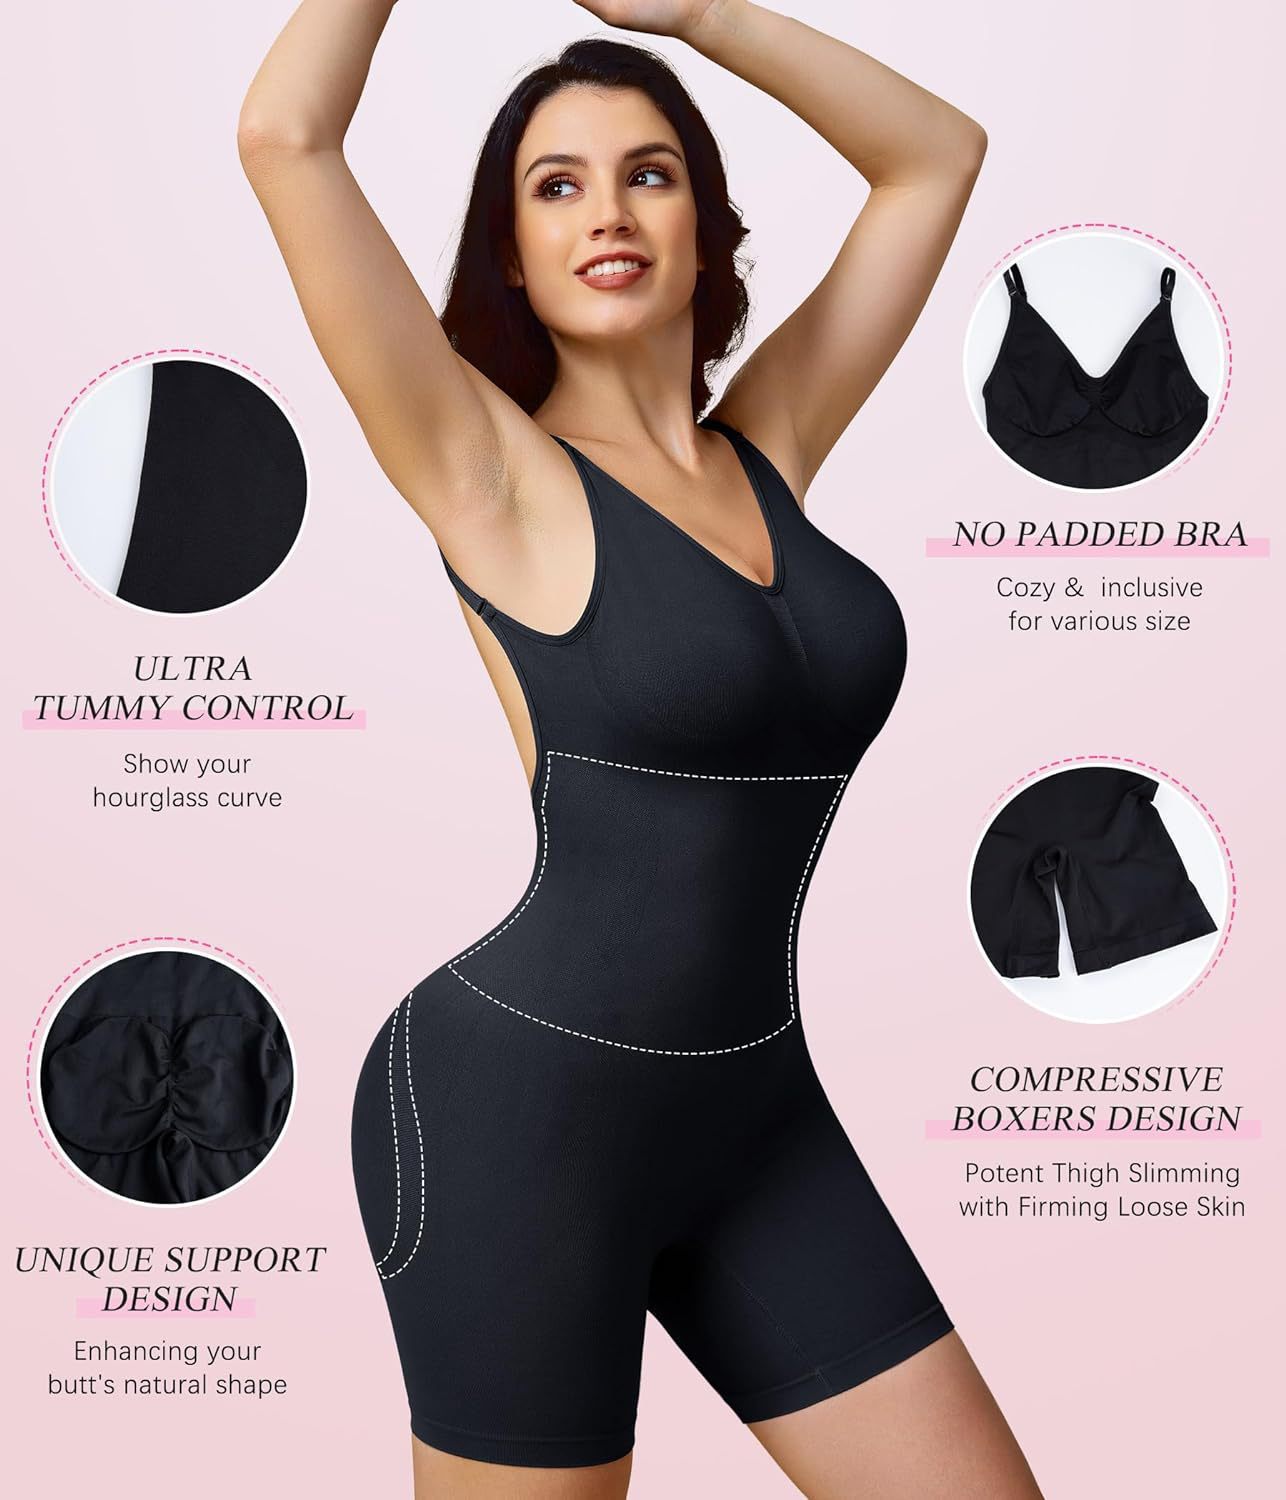 NO PADDED BRA
Cozy & inclusive
for various size
ULTRA
TUMMY CONTROL
Show your
hourglass curve
COMPRESSIVE
BOXERS DESIGN
Potent Thigh Slimming
with Firming Loose Skin
UNIQUE SUPPORT
DESIGN
Enhancing your
butt's natural shape